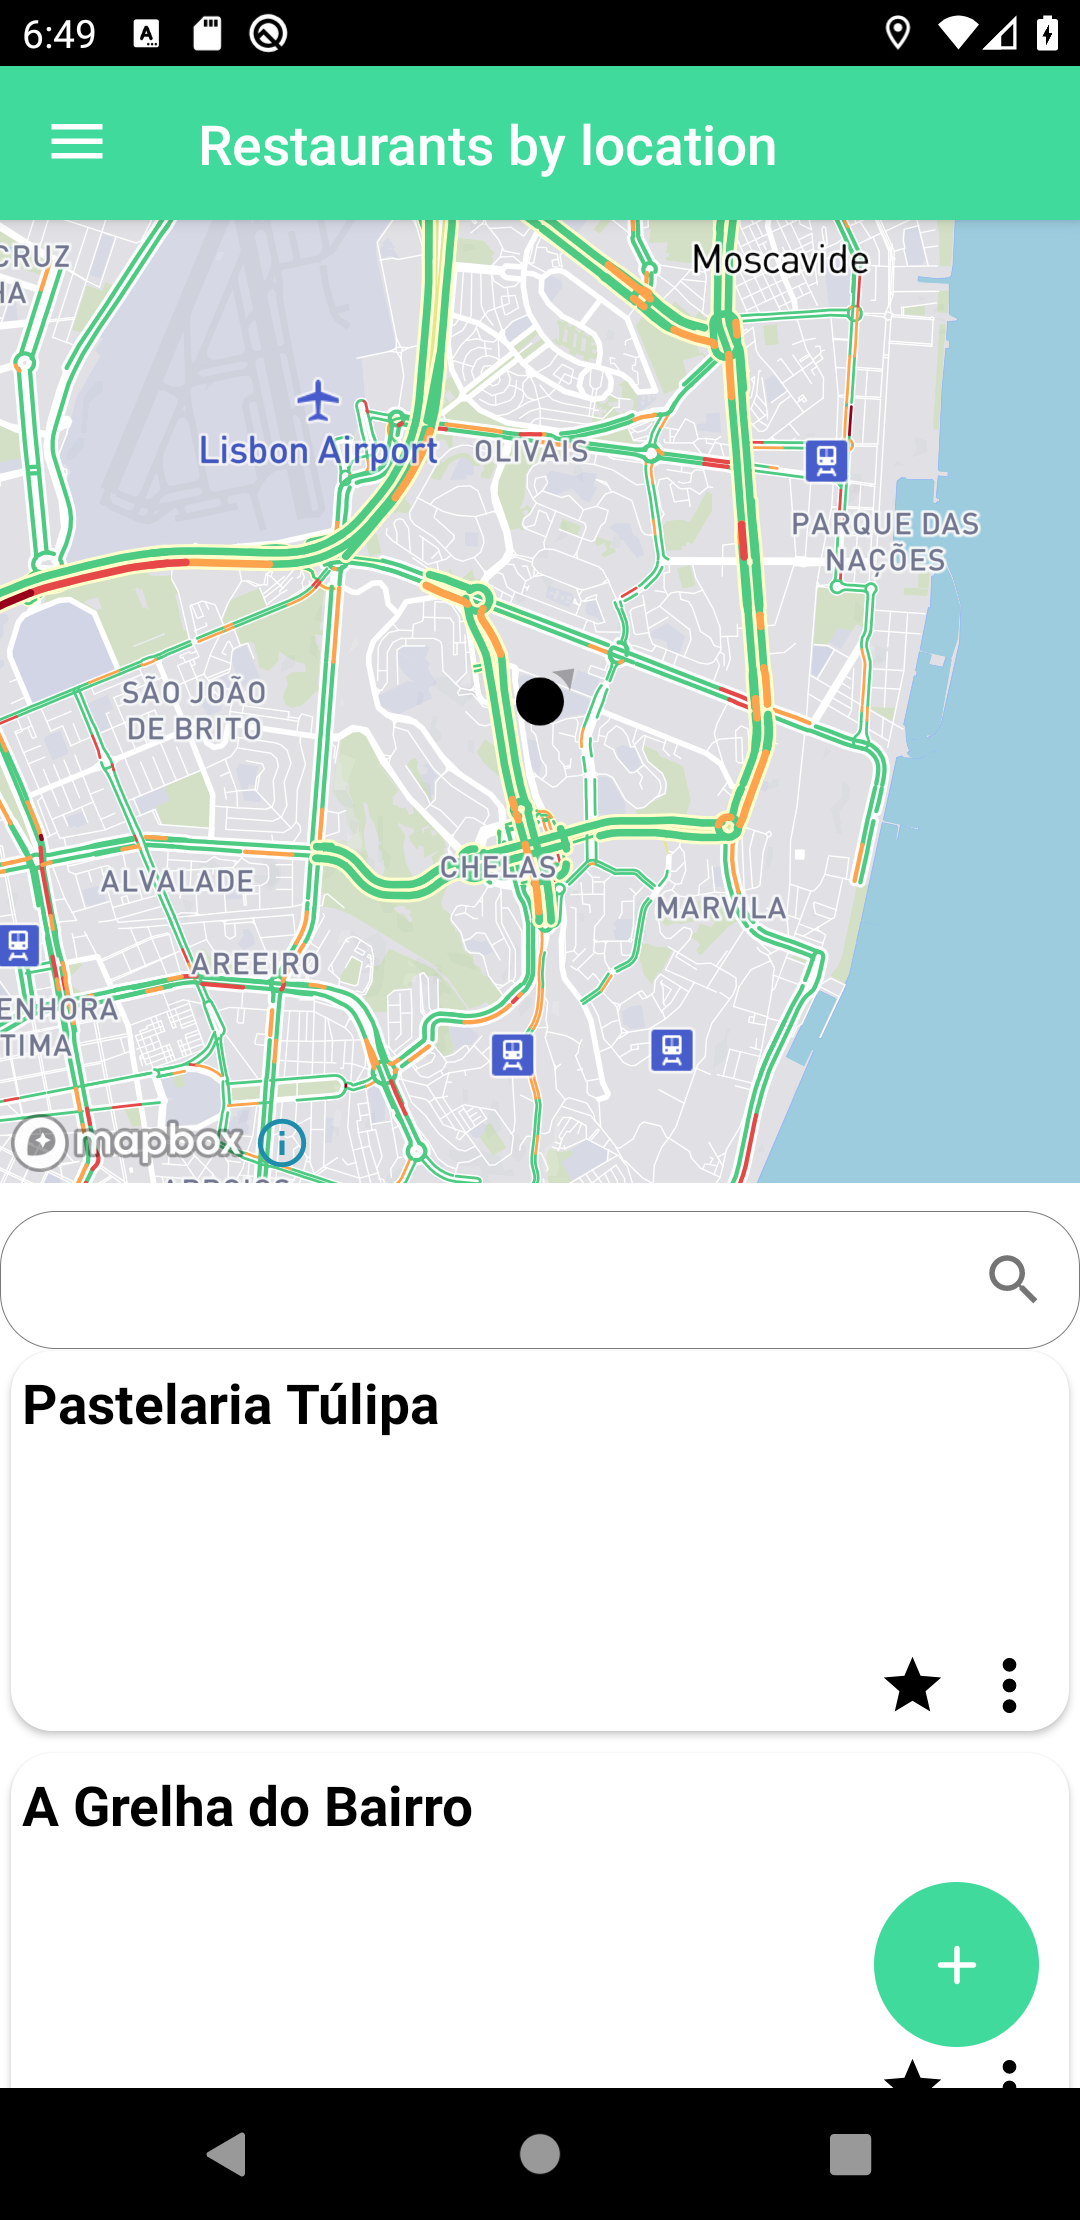 6:49
Restaurants by location
CRUZ
HA
Moscavide
Lisbon Airport
OLIVAIS
PARQUE DAS
NAÇÕES
SÃO JOÃO
DE BRITO
CHELAS
ALVALADE
MARVILA
AREEIRO
ENHORA
TIMA
mapbox
Pastelaria Túlipa
A Grelha do Bairro